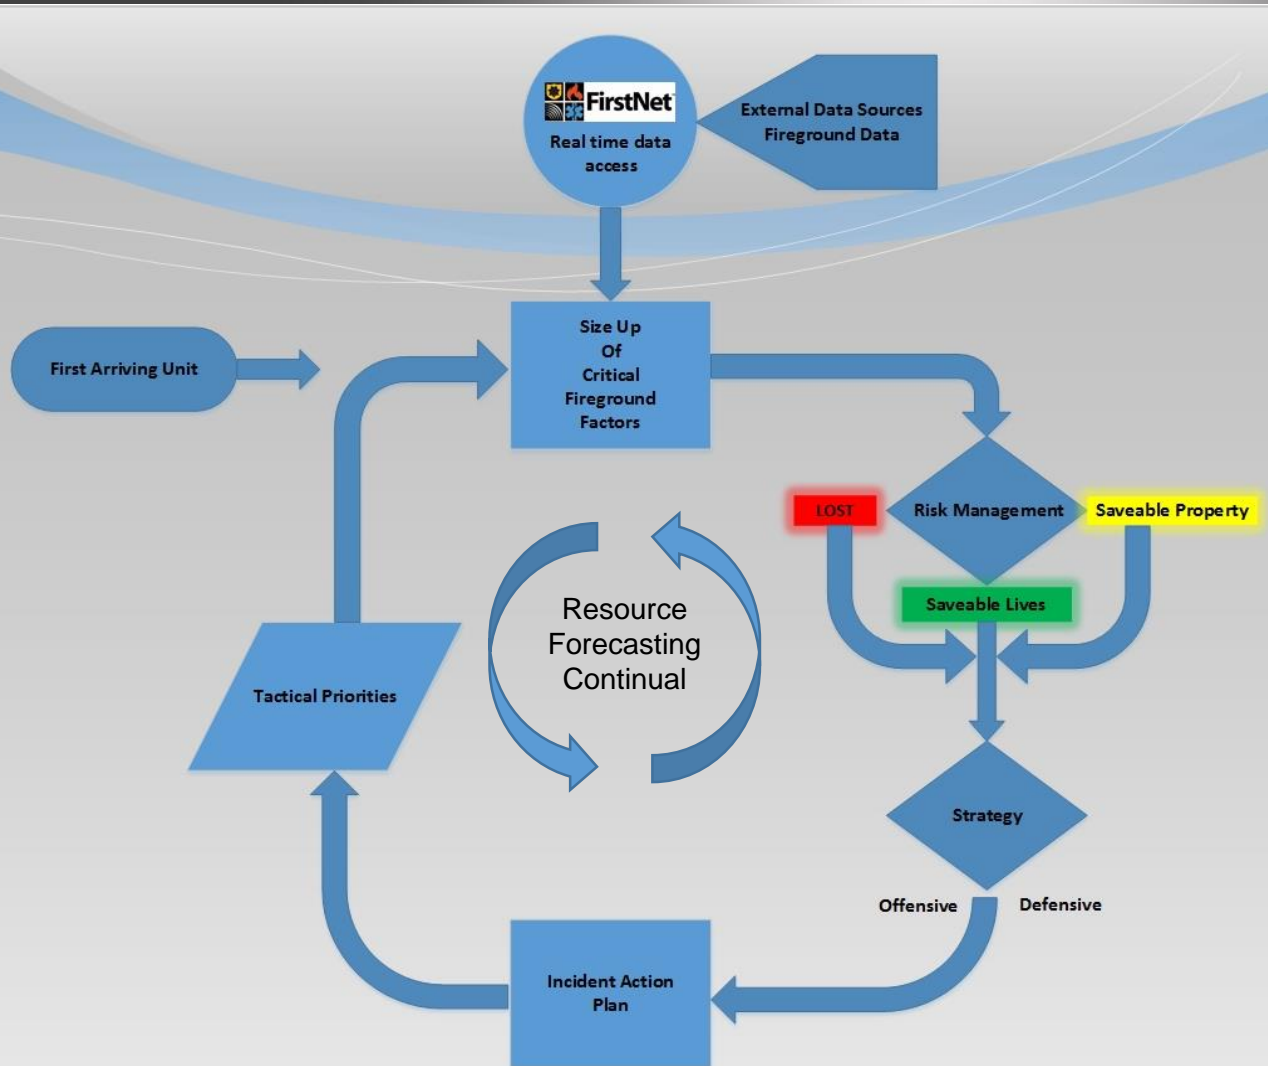 FirstNet
Real time data
access
External Data Sources
Fireground Data
First Arriving Unit
Size Up
Of
Critical
Fireground
Factors
LOST
Risk Management
Saveable Property
Saveable Lives
Resource
Forecasting
Continual
Tactical Priorities
Strategy
Offensive
Defensive
Incident Action
Plan